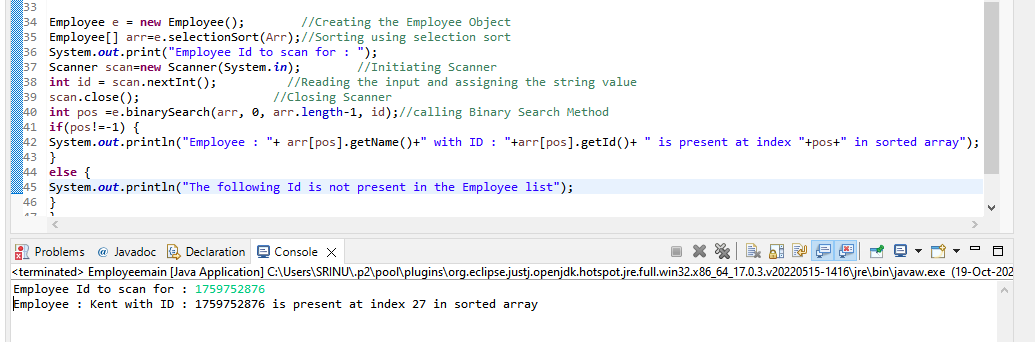 33
34 Employee e = new Employee();        //Creating the Employee Object
35 Employee[] arr=e.selectionSort(Arr);//Sorting using selection sort
36 System.out.print("Employee Id to scan for : ");
37 Scanner scan=new Scanner(System.in);        //Initiating Scanner
38 int id = scan.nextInt();          //Reading the input and assigning the string value
39 scan.close();                   //Closing Scanner
40 int pos =e.binarySearch(arr, 0, arr.length-1, id);//calling Binary Search Method
41 if(pos!=-1) {
42 System.out.println("Employee : "+ arr[pos].getName()+" with ID : "+arr[pos].getId()+ " is present at index "+pos+" in sorted array");
43 }
44 else {
45 System.out.println("The following Id is not present in the Employee list");
46 }
47 }
Problems @ Javadoc Declaration Console
<terminated> Employeemain [Java Application] C:\Users\SRINU\.p2\pool\plugins\org.eclipse.justj.openjdk.hotspot.jre.full.win32.x86_64_17.0.3.v20220515-1416\jre\bin\javaw.exe (19-Oct-202
Employee Id to scan for : 1759752876
Employee : Kent with ID : 1759752876 is present at index 27 in sorted array